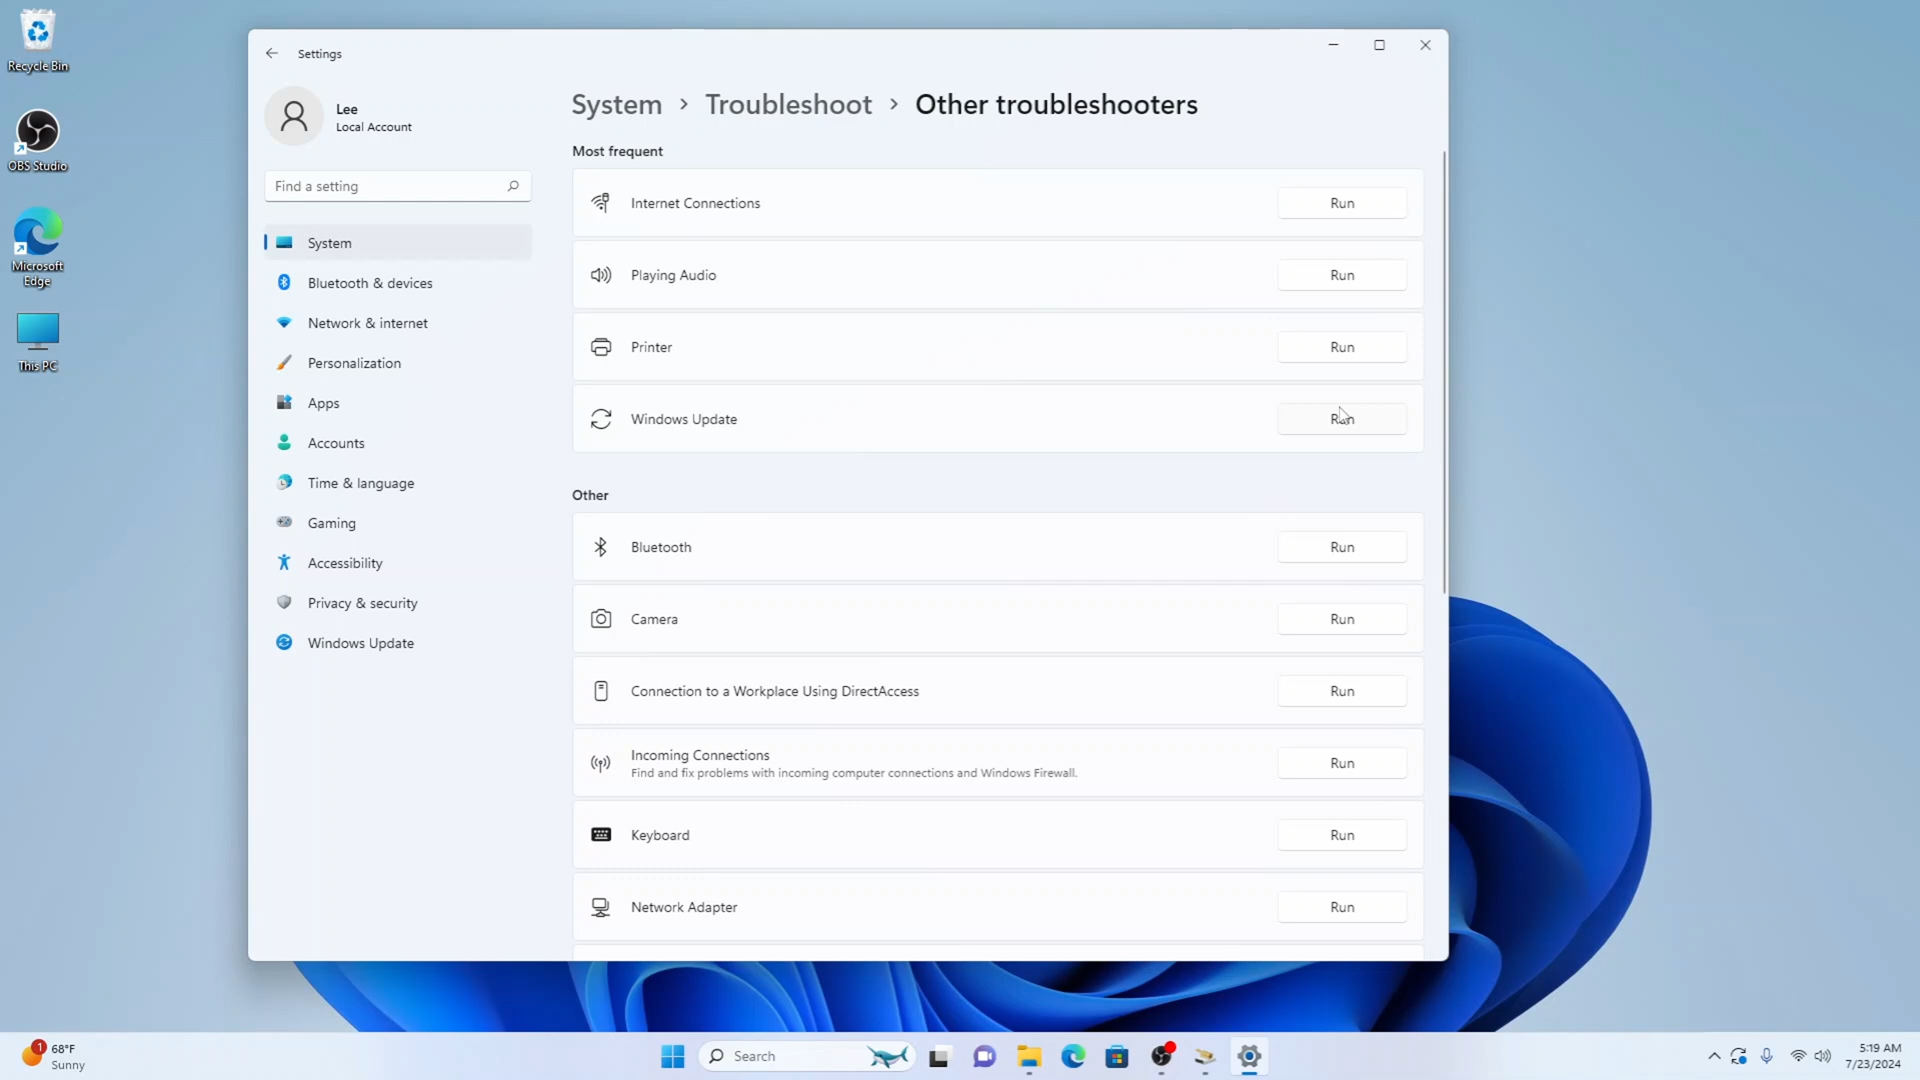 Recycle Bin
OBS Studio
Microsoft
Edge
This PC
Settings
Lee
Local Account
Find a setting
System
Bluetooth & devices
Network & internet
Personalization
Apps
Accounts
Time & language
Gaming
Accessibility
Privacy & security
Windows Update
System > Troubleshoot > Other troubleshooters
Most frequent
Internet Connections
Run
Playing Audio
Run
Printer
Run
Windows Update
Run
Other
Bluetooth
Run
Camera
Run
Connection to a Workplace Using DirectAccess
Run
Incoming Connections
Find and fix problems with incoming computer connections and Windows Firewall.
Run
Keyboard
Run
Network Adapter
Run
1
68°F
Sunny
Search
5:19 AM
7/23/2024